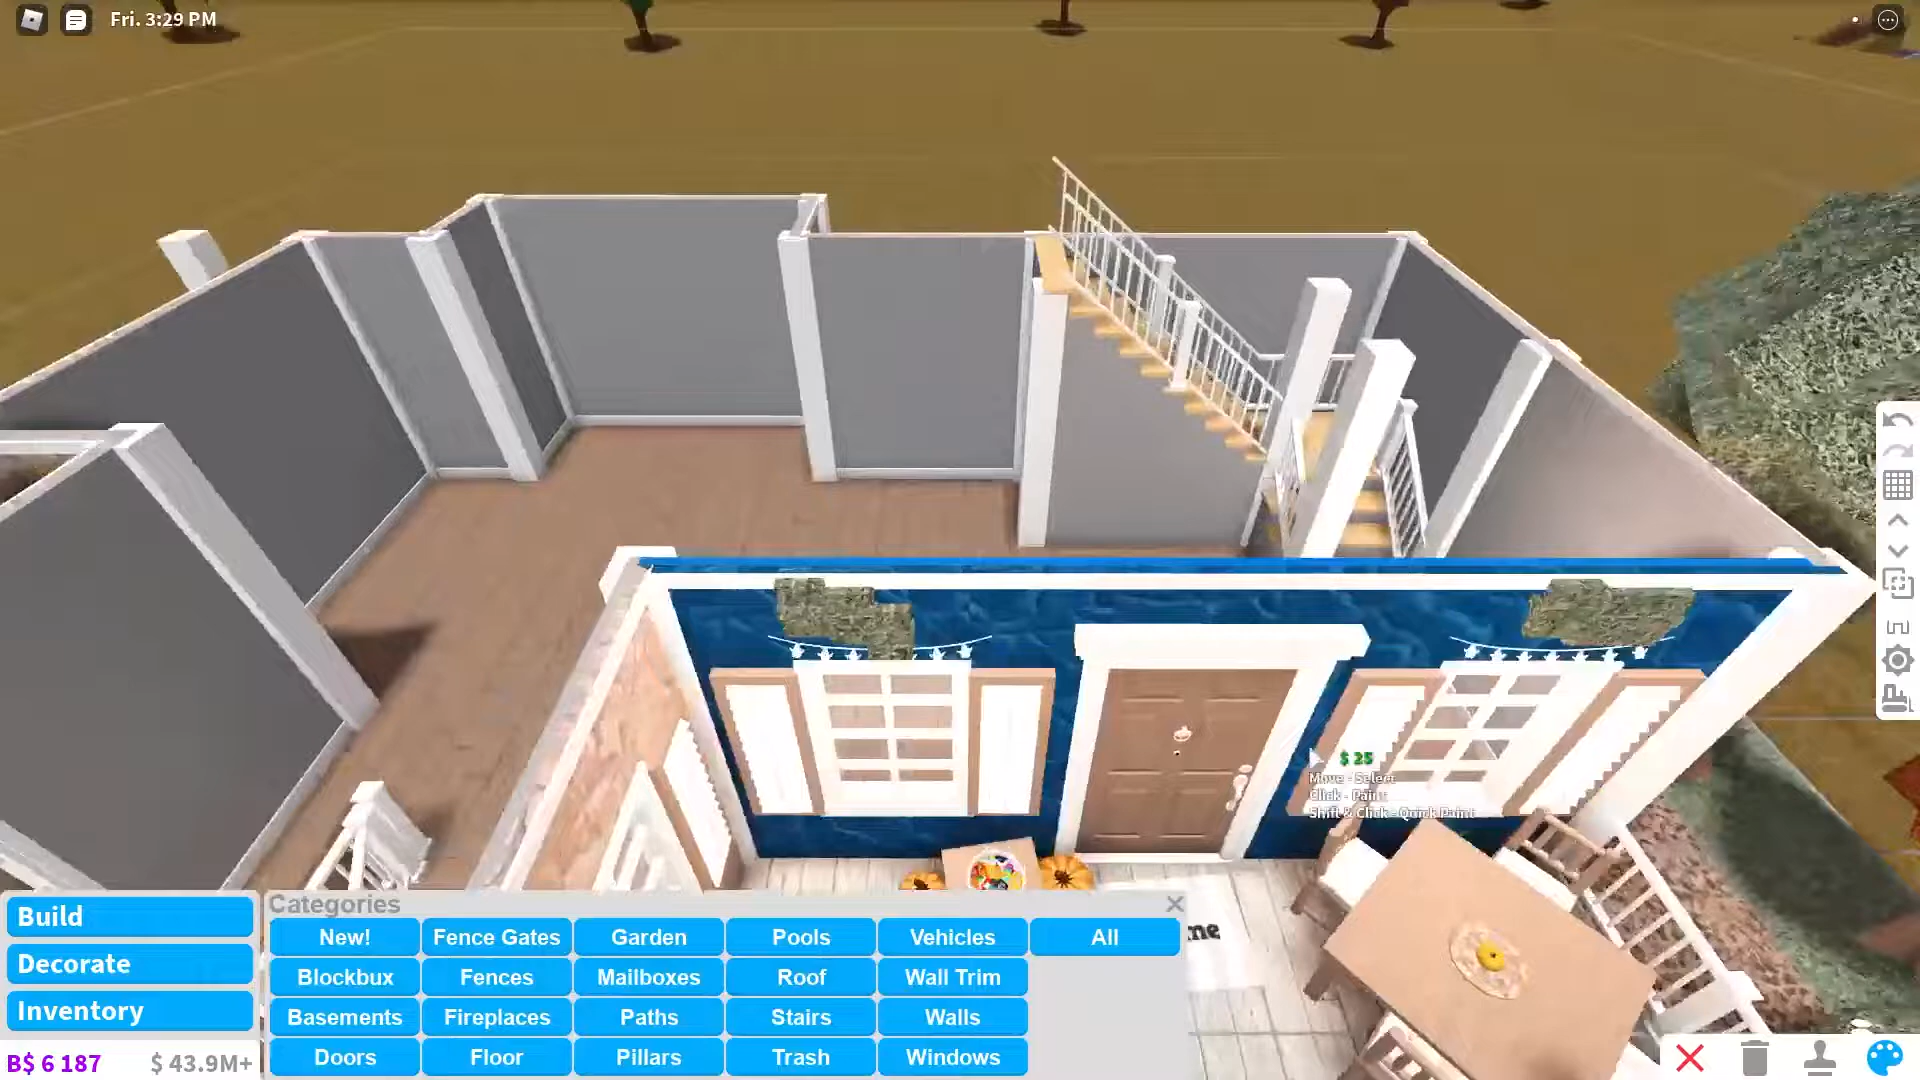 Fri. 3:29 PM
$ 25
Move - Select
Click - Paint
Shift & Click - Quick Paint
me
Build
Decorate
Inventory
B$ 6 187
$ 43.9M+
Categories
New!
Fence Gates
Garden
Pools
Vehicles
All
Blockbux
Fences
Mailboxes
Roof
Wall Trim
Basements
Fireplaces
Paths
Stairs
Walls
Doors
Floor
Pillars
Trash
Windows